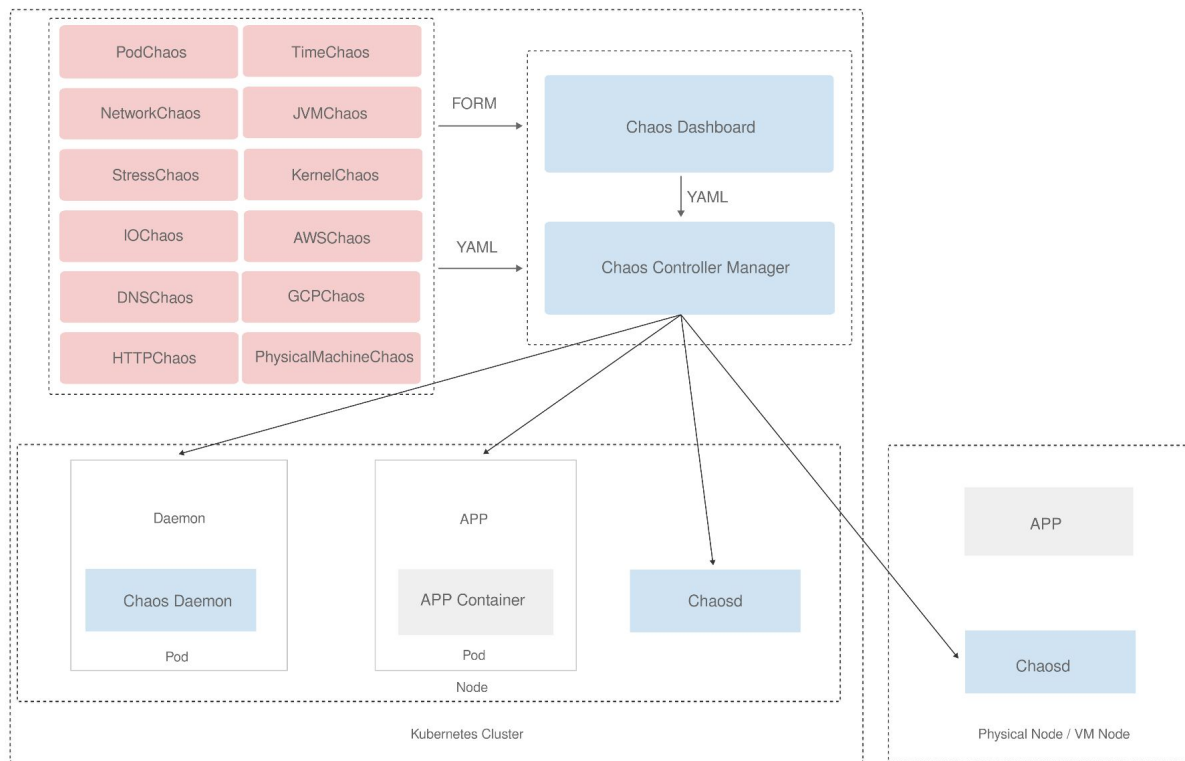 PodChaos
TimeChaos
NetworkChaos
JVMChaos
StressChaos
KernelChaos
IOChaos
AWSChaos
DNSChaos
GCPChaos
HTTPChaos
PhysicalMachineChaos
FORM
YAML
Chaos Dashboard
YAML
Chaos Controller Manager
Daemon
Chaos Daemon
Pod
APP
APP Container
Pod
Chaosd
Node
Kubernetes Cluster
APP
Chaosd
Physical Node / VM Node